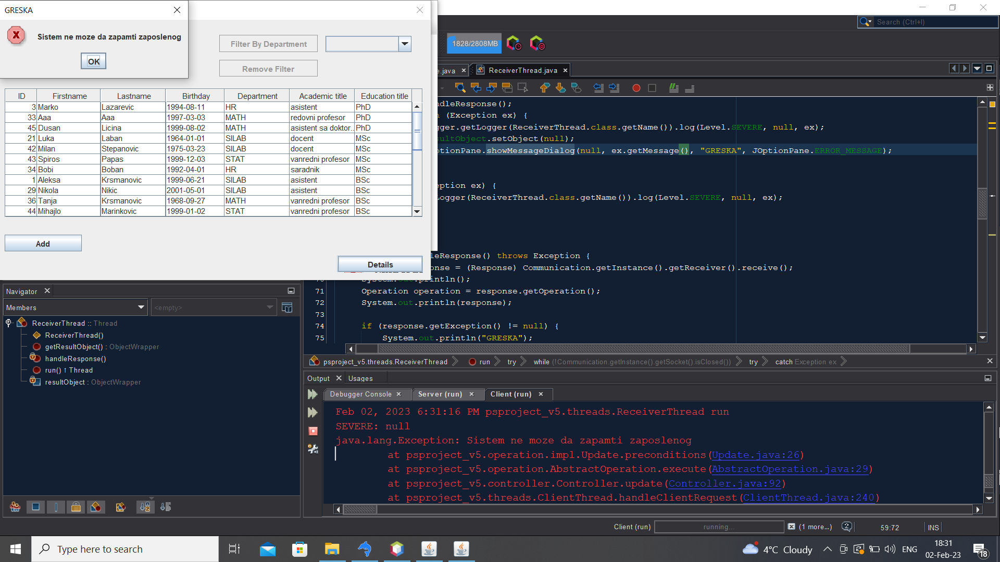 GRESKA
Sistem ne moze da zapamti zaposlenog
OK
Filter By Department
Remove Filter
ID Firstname Lastname Birthday Department Academic title Education title
3 Marko Lazarevic 1994-08-11 HR asistent PhD
33 Aaa Aaa 1997-03-03 MATH redovni profesor PhD
45 Dusan Licina 1999-08-02 MATH asistent sa doktor... PhD
21 Luka Laban 1964-01-01 SILAB docent MSc
42 Milan Stepanovic 1975-03-23 SILAB docent MSc
43 Spiros Papas 1999-12-03 STAT vanredni profesor MSc
34 Bobi Boban 1992-04-01 HR saradnik MSc
1 Aleksa Krsmanovic 1999-06-21 SILAB asistent BSc
29 Nikola Nikic 2001-05-01 SILAB asistent BSc
36 Tanja Krsmanovic 1968-09-27 MATH vanredni profesor BSc
44 Mihajlo Marinkovic 1999-01-02 STAT vanredni profesor BSc
Add
Details
Search (Ctrl+I)
1828/2808MB
e.java ReceiverThread.java
ndleResponse();
(Exception ex) {
gger.getLogger(ReceiverThread.class.getName()).log(Level.SEVERE, null, ex);
sultObject.setObject(null);
ptionPane.showMessageDialog(null, ex.getMessage(), "GRESKA", JOptionPane.ERROR_MESSAGE);
eption ex) {
Logger(ReceiverThread.class.getName()).log(Level.SEVERE, null, ex);
leResponse() throws Exception {
onse = (Response) Communication.getInstance().getReceiver().receive();
System.out.println();
71 Operation operation = response.getOperation();
72 System.out.println(response);
73
74 if (response.getException() != null) {
75 System.out.println("GRESKA");
psproject_v5.threads.ReceiverThread run try while (!Communication.getInstance().getSocket().isClosed()) try catch Exception ex
Navigator
Members <empty>
ReceiverThread :: Thread
ReceiverThread()
getResultObject() : ObjectWrapper
handleResponse()
run() ↑ Thread
resultObject : ObjectWrapper
Output Usages
Debugger Console Server (run) Client (run)
Feb 02, 2023 6:31:16 PM psproject_v5.threads.ReceiverThread run
SEVERE: null
java.lang.Exception: Sistem ne moze da zapamti zaposlenog
at psproject_v5.operation.impl.Update.preconditions(Update.java:26)
at psproject_v5.operation.AbstractOperation.execute(AbstractOperation.java:29)
at psproject_v5.controller.Controller.update(Controller.java:92)
at psproject_v5.threads.ClientThread.handleClientRequest(ClientThread.java:240)
Client (run) running... (1 more...) 2 59:72 INS
Type here to search
4°C Cloudy ENG 18:31
02-Feb-23 18